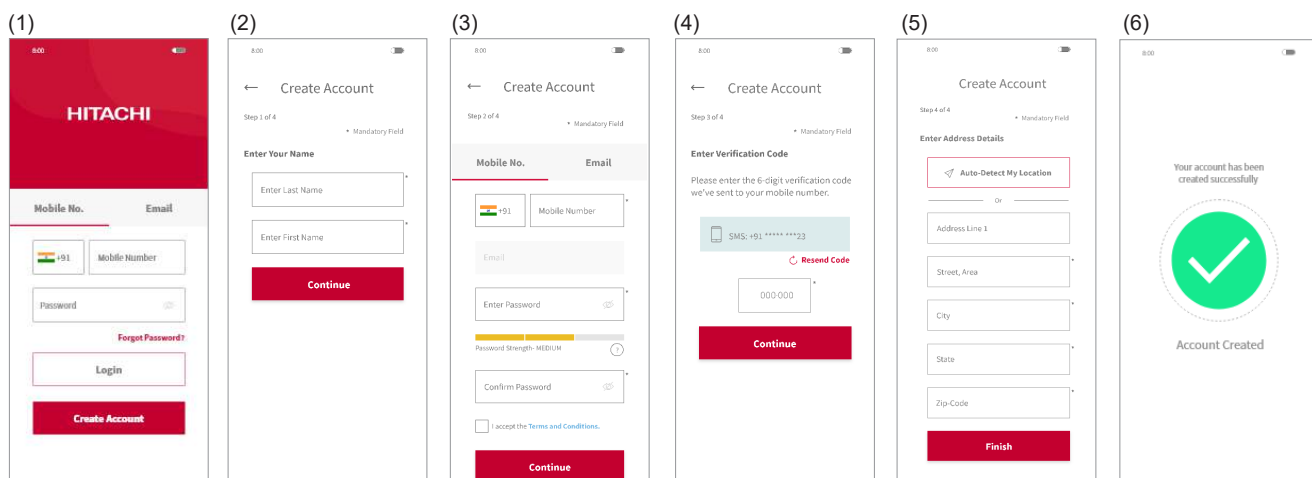 (1)
8:00
HITACHI
Mobile No.
Email
+91
Mobile Number
Password
Forgot Password?
Login
Create Account
(2)
8:00
← Create Account
Step 1 of 4
• Mandatory Field
Enter Your Name
Enter Last Name
*
Enter First Name
*
Continue
(3)
8:00
← Create Account
Step 2 of 4
• Mandatory Field
Mobile No.
Email
+91
Mobile Number
*
Email
Enter Password
*
Password Strength- MEDIUM
?
Confirm Password
*
I accept the Terms and Conditions.
Continue
(4)
8:00
← Create Account
Step 3 of 4
• Mandatory Field
Enter Verification Code
Please enter the 6-digit verification code
we've sent to your mobile number.
SMS: +91 ***** ***23
Resend Code
000-000
*
Continue
(5)
8:00
Create Account
Step 4 of 4
• Mandatory Field
Enter Address Details
Auto-Detect My Location
Or
Address Line 1
Street, Area
*
City
*
State
*
Zip-Code
*
Finish
(6)
8:00
Your account has been
created successfully
Account Created